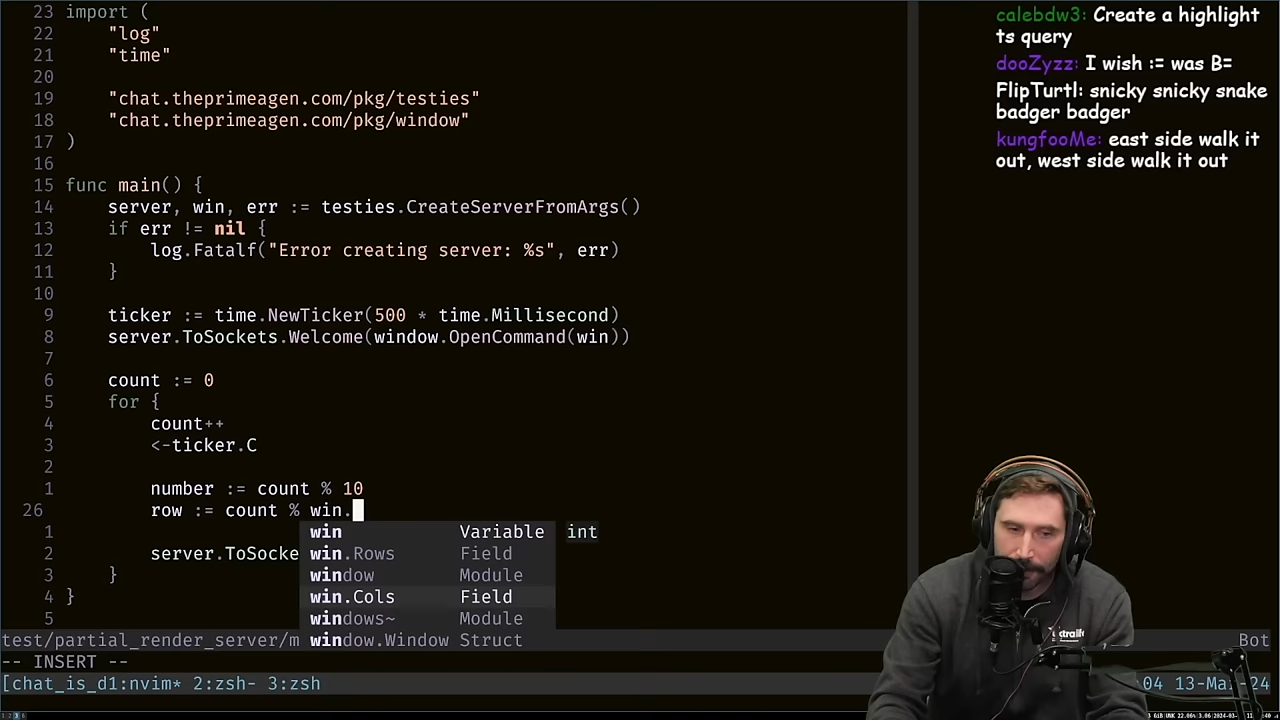 23 import (
22 "log"
21 "time"
20
19 "chat.theprimeagen.com/pkg/testies"
18 "chat.theprimeagen.com/pkg/window"
17 )
16
15 func main() {
14 server, win, err := testies.CreateServerFromArgs()
13 if err != nil {
12 log.Fatalf("Error creating server: %s", err)
11 }
10
9 ticker := time.NewTicker(500 * time.Millisecond)
8 server.ToSockets.Welcome(window.OpenCommand(win))
7
6 count := 0
5 for {
4 count++
3 <-ticker.C
2
1 number := count % 10
26 row := count % win.
1 win Variable int
2 server.ToSocke win.Rows Field
3 } window Module
4 } win.Cols Field
5 windows~ Module
test/partial_render_server/m window.Window Struct Bot
-- INSERT --
[chat_is_d1:nvim* 2:zsh- 3:zsh 04 13-Mar-24
calebdw3: Create a highlight
ts query
dooZyzz: I wish := was B=
FlipTurtl: snicky snicky snake
badger badger
kungfooMe: east side walk it
out, west side walk it out